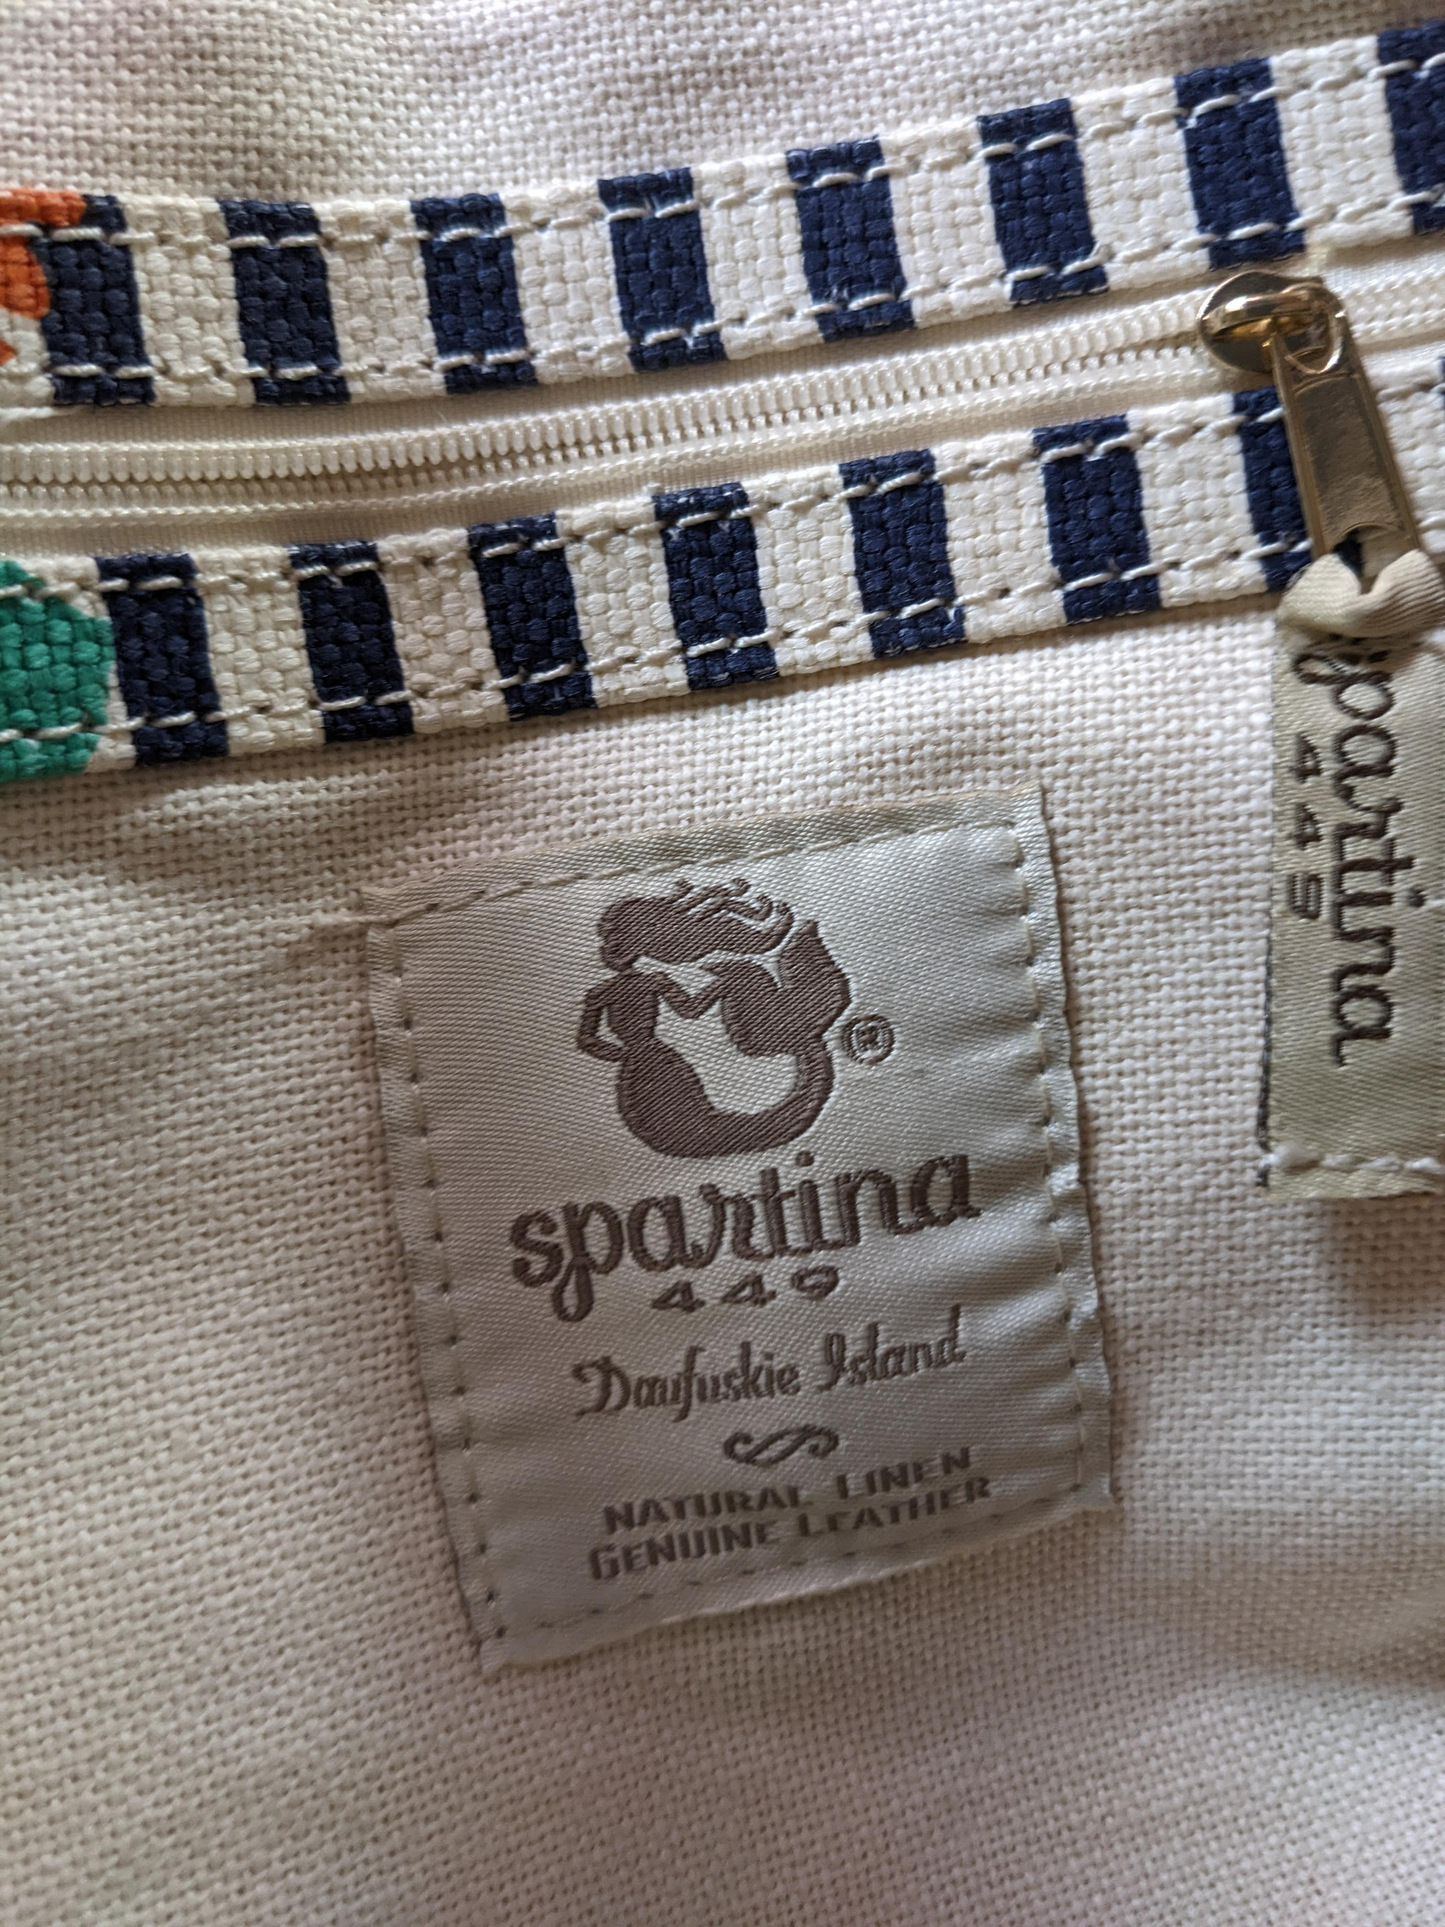 ®
spartina
449
Daufuskie Island
NATURAL LINEN
GENUINE LEATHER
spartina
449